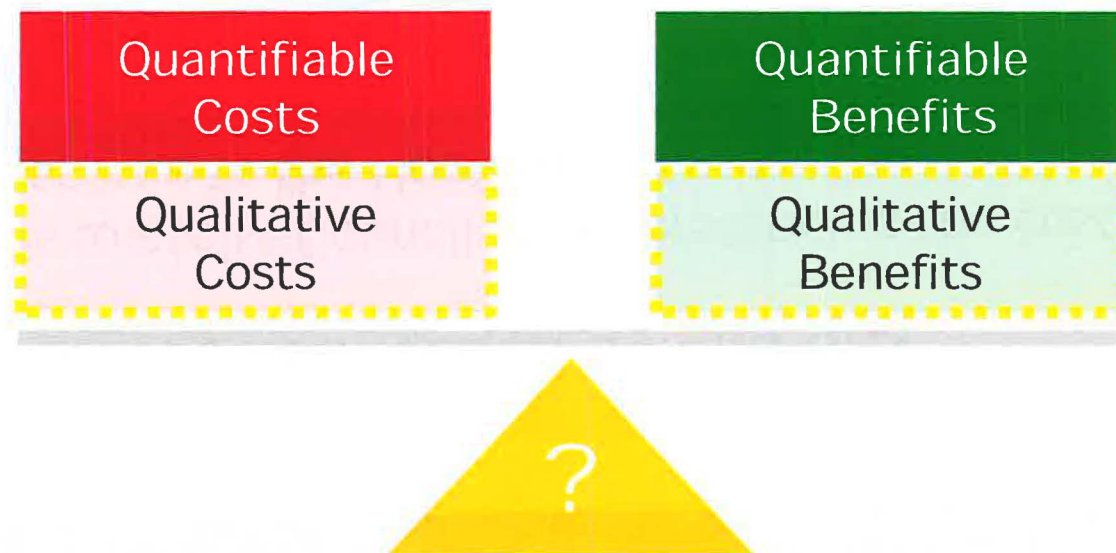 Quantifiable
Costs
Qualitative
Costs
Quantifiable
Benefits
Qualitative
Benefits
?